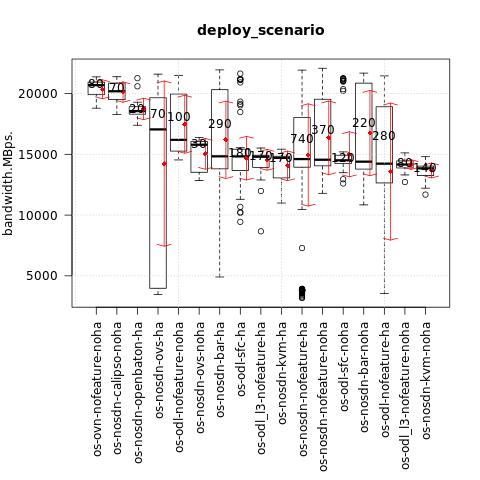 deploy_scenario
bandwidth.MBps.
20000
15000
10000
5000
70
70
100
290
180
170
270
740
370
120
220
280
os-ovn-nofeature-noha
os-nosdn-calipso-noha
os-nosdn-openbaton-ha
os-nosdn-ovs-ha
os-odl-nofeature-noha
os-nosdn-ovs-noha
os-nosdn-bar-ha
os-odl-sfc-ha
os-odl_l3-nofeature-ha
os-nosdn-kvm-ha
os-nosdn-nofeature-ha
os-nosdn-nofeature-noha
os-odl-sfc-noha
os-nosdn-bar-noha
os-odl-nofeature-ha
os-odl_l3-nofeature-noha
os-nosdn-kvm-noha